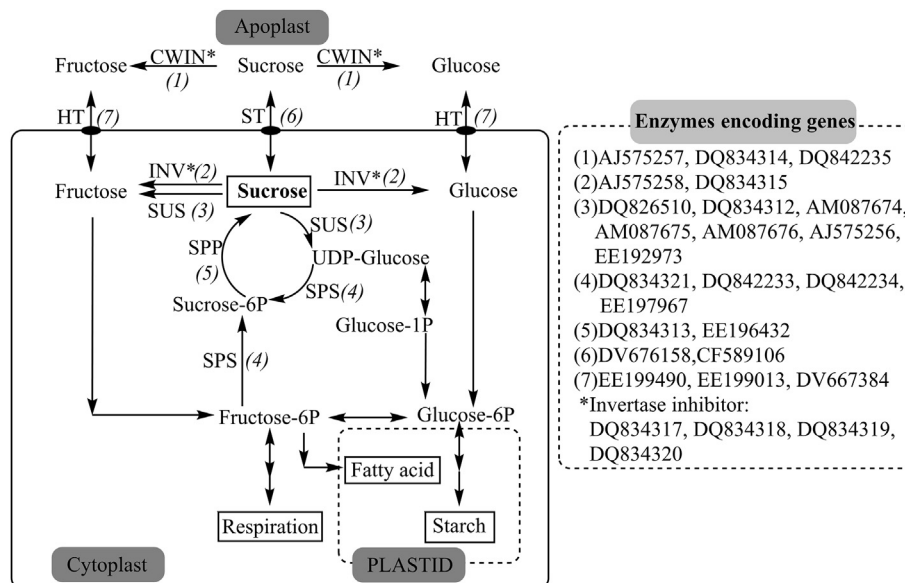 Apoplast
Fructose CWIN* Sucrose CWIN* Glucose
(1) (1)
HT (7) ST (6) HT (7)
Fructose INV*(2) Sucrose INV*(2) Glucose
SUS (3) SUS(3)
SPP UDP-Glucose
(5) SPS(4)
Sucrose-6P
Glucose-1P
SPS (4)
Fructose-6P Glucose-6P
Fatty acid
Respiration Starch
Cytoplast PLASTID
Enzymes encoding genes
(1)AJ575257, DQ834314, DQ842235
(2)AJ575258, DQ834315
(3)DQ826510, DQ834312, AM087674,
AM087675, AM087676, AJ575256,
EE192973
(4)DQ834321, DQ842233, DQ842234,
EE197967
(5)DQ834313, EE196432
(6)DV676158,CF589106
(7)EE199490, EE199013, DV667384
*Invertase inhibitor:
DQ834317, DQ834318, DQ834319,
DQ834320